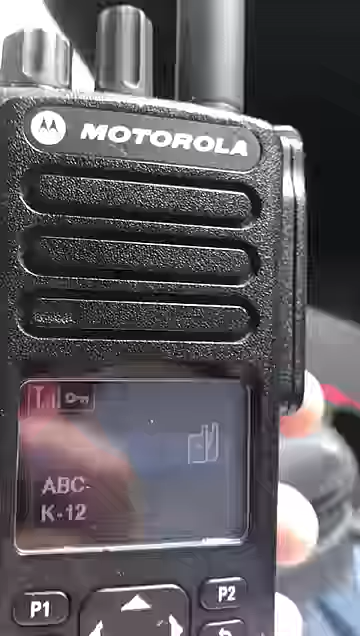 MOTOROLA
ABC-
K-12
P1
P2